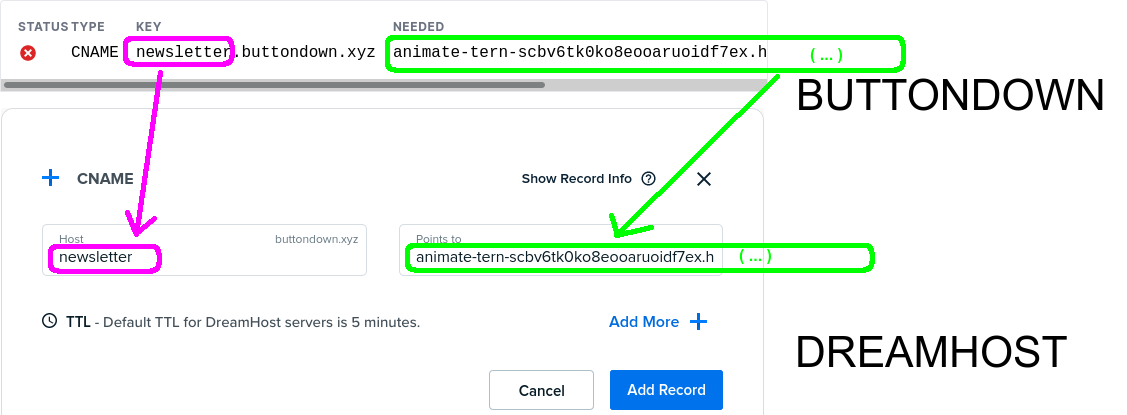 STATUS TYPE KEY NEEDED
CNAME newsletter.buttondown.xyz animate-tern-scbv6tk0ko8eooaruoidf7ex.h (...)
BUTTONDOWN
CNAME Show Record Info
Host buttondown.xyz Points to
newsletter animate-tern-scbv6tk0ko8eooaruoidf7ex.h (...)
TTL - Default TTL for DreamHost servers is 5 minutes. Add More +
DREAMHOST
Cancel Add Record